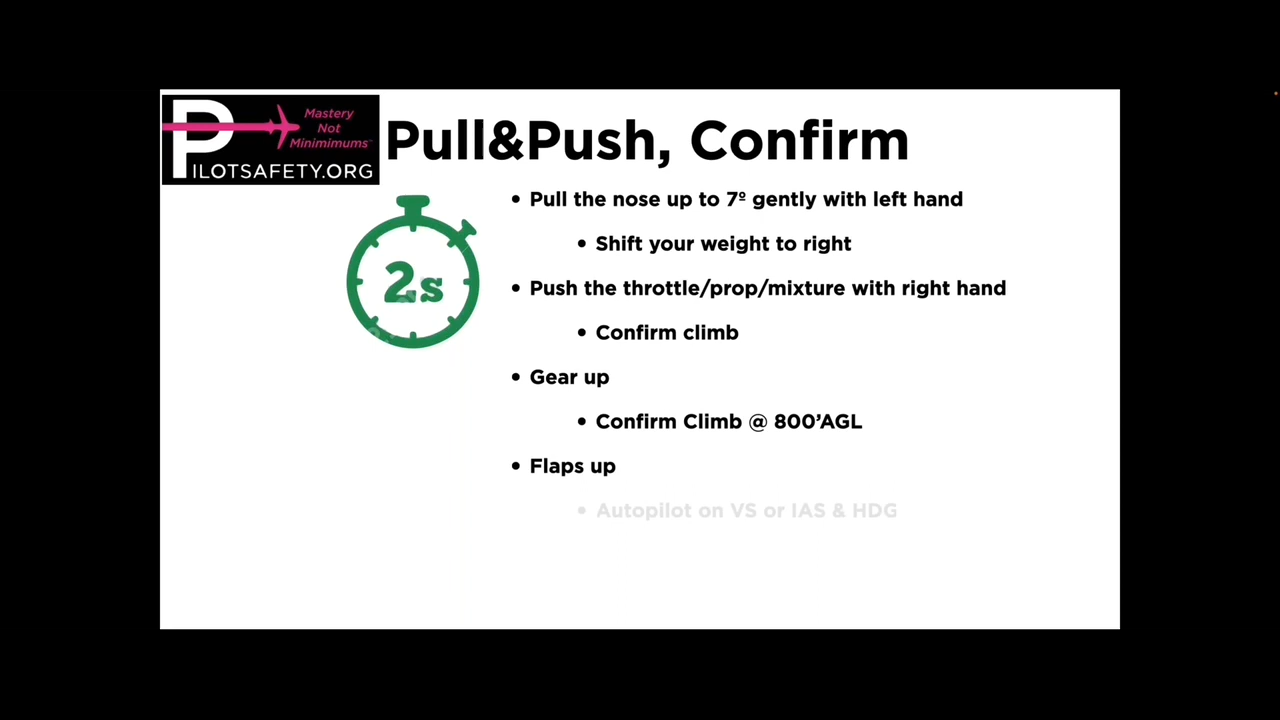 Mastery
Not
Minimimums™
PILOTSAFETY.ORG
Pull&Push, Confirm
2s
• Pull the nose up to 7º gently with left hand
• Shift your weight to right
• Push the throttle/prop/mixture with right hand
• Confirm climb
• Gear up
• Confirm Climb @ 800’AGL
• Flaps up
• Autopilot on VS or IAS & HDG